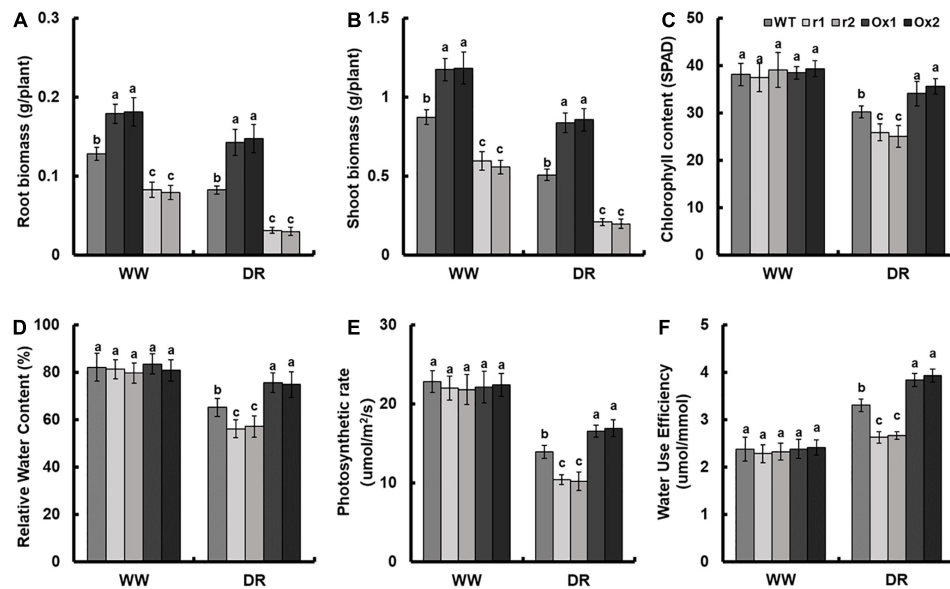 A
Root biomass (g/plant)
0.3
0.2
0.1
0
b a a c c
b a a c c
WW DR
B
Shoot biomass (g/plant)
1.5
1
0.5
0
b a a c c
b a a c c
WW DR
C
Chlorophyll content (SPAD)
WT r1 r2 Ox1 Ox2
50
40
30
20
10
0
a a a a a
b c c a a
WW DR
D
Relative Water Content (%)
100
80
60
40
20
0
a a a a a
b c c a a
WW DR
E
Photosynthetic rate
(umol/m²/s)
30
20
10
0
a a a a a
b c c a a
WW DR
F
Water Use Efficiency
(umol/mmol)
5
4
3
2
1
0
a a a a a
b c c a a
WW DR